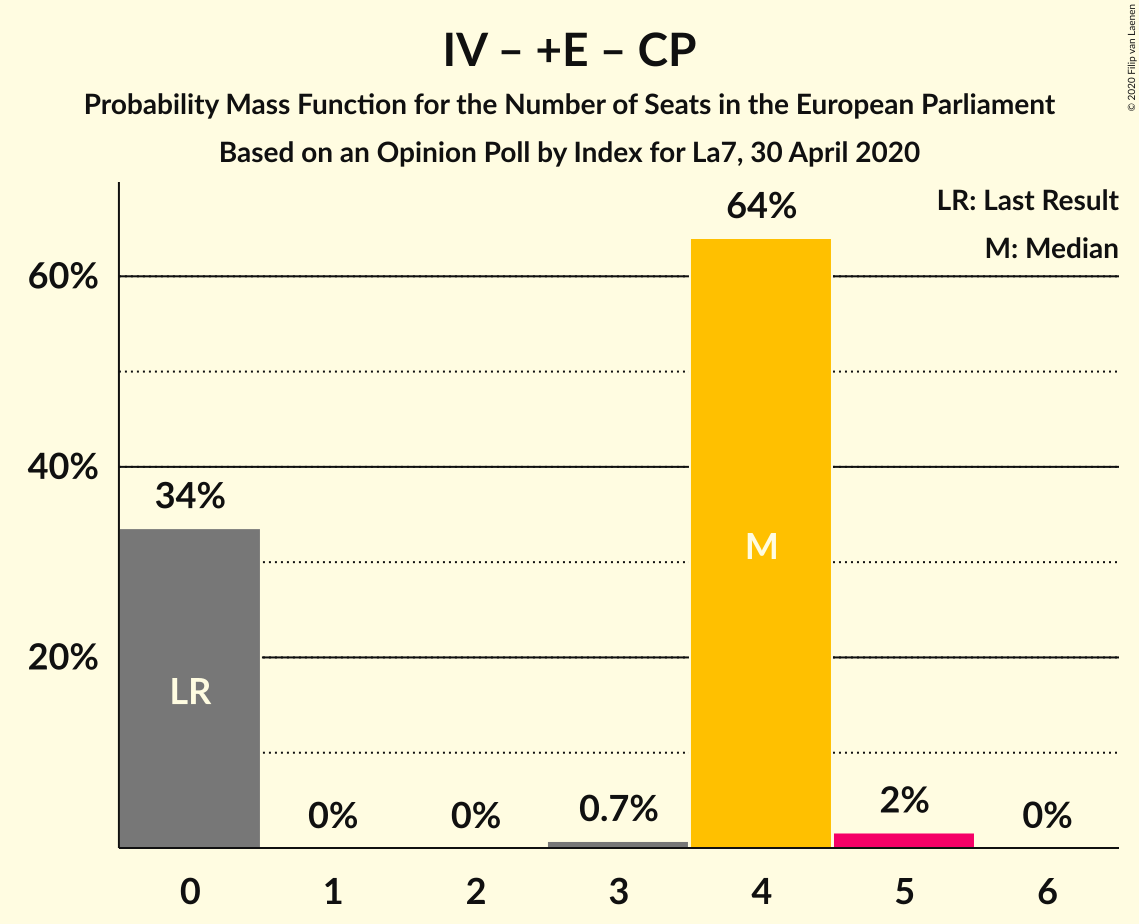 IV – +E – CP
Probability Mass Function for the Number of Seats in the European Parliament
Based on an Opinion Poll by Index for La7, 30 April 2020
© 2020 Filip van Laenen
LR: Last Result
M: Median
60%
40%
20%
34%
0%
0%
0.7%
64%
2%
0%
LR
M
0
1
2
3
4
5
6